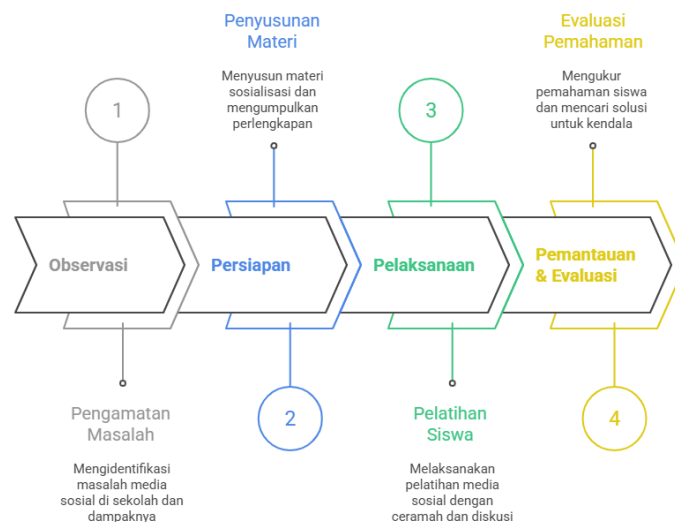 1
Observasi
Pengamatan
Masalah
Mengidentifikasi
masalah media
sosial di sekolah dan
dampaknya
Penyusunan
Materi
Menyusun materi
sosialisasi dan
mengumpulkan
perlengkapan
Persiapan
2
3
Pelaksanaan
Pelatihan
Siswa
Melaksanakan
pelatihan media
sosial dengan
ceramah dan diskusi
Evaluasi
Pemahaman
Mengukur
pemahaman siswa
dan mencari solusi
untuk kendala
Pemantauan
& Evaluasi
4